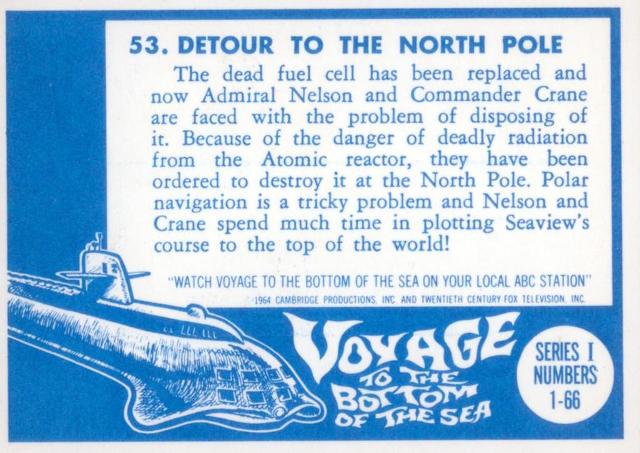 53. DETOUR TO THE NORTH POLE
The dead fuel cell has been replaced and
now Admiral Nelson and Commander Crane
are faced with the problem of disposing of
it. Because of the danger of deadly radiation
from the Atomic reactor, they have been
ordered to destroy it at the North Pole. Polar
navigation is a tricky problem and Nelson and
Crane spend much time in plotting Seaview's
course to the top of the world!
"WATCH VOYAGE TO THE BOTTOM OF THE SEA ON YOUR LOCAL ABC STATION"
·1964 CAMBRIDGE PRODUCTIONS, INC. AND TWENTIETH CENTURY FOX TELEVISION, INC.
VOYAGE
TO THE
BOTTOM
OF THE SEA
SERIES I
NUMBERS
1-66